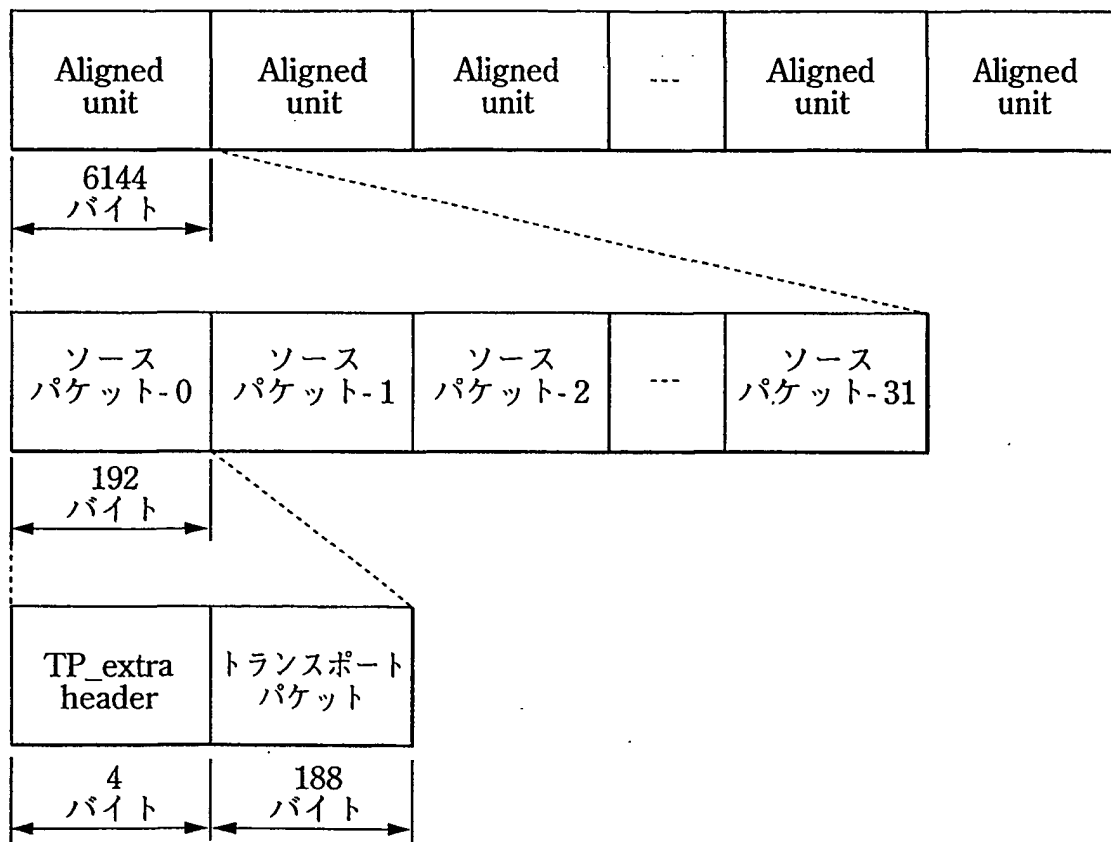 Aligned
unit
Aligned
unit
Aligned
unit
---
Aligned
unit
Aligned
unit
6144
バイト
ソース
パケット-0
ソース
パケット-1
ソース
パケット-2
---
ソース
パケット-31
192
バイト
TP_extra
header
トランスポート
パケット
4
バイト
188
バイト